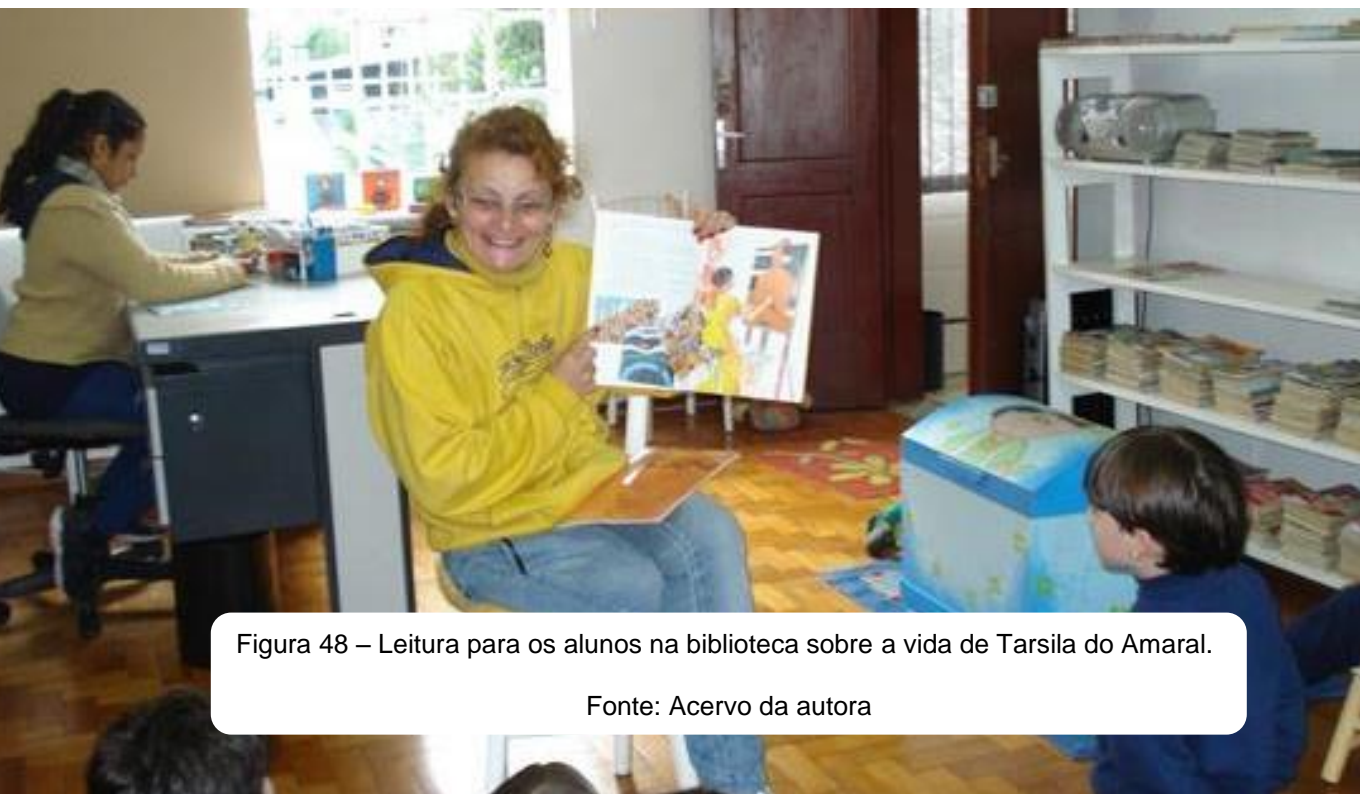 Figura 48 – Leitura para os alunos na biblioteca sobre a vida de Tarsila do Amaral.
Fonte: Acervo da autora